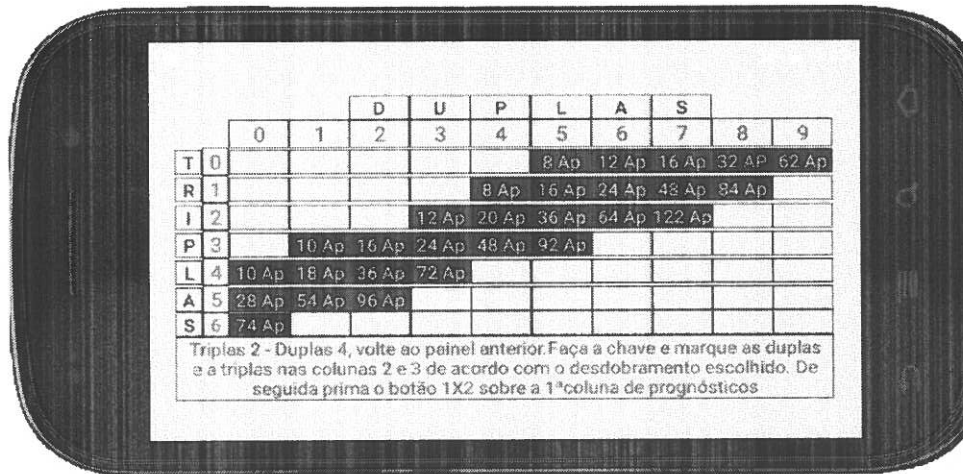 D U P L A S
0 1 2 3 4 5 6 7 8 9
T 0 8 Ap 12 Ap 16 Ap 32 AP 62 Ap
R 1 8 Ap 16 Ap 24 Ap 48 Ap 84 Ap
I 2 12 Ap 20 Ap 36 Ap 64 Ap 122 Ap
P 3 10 Ap 16 Ap 24 Ap 48 Ap 92 Ap
L 4 10 Ap 18 Ap 36 Ap 72 Ap
A 5 28 Ap 54 Ap 96 Ap
S 6 74 Ap
Triplas 2 - Duplas 4, volte ao painel anterior.Faça a chave e marque as duplas
e a triplas nas colunas 2 e 3 de acordo com o desdobramento escolhido. De
seguida prima o botão 1X2 sobre a 1ªcoluna de prognósticos